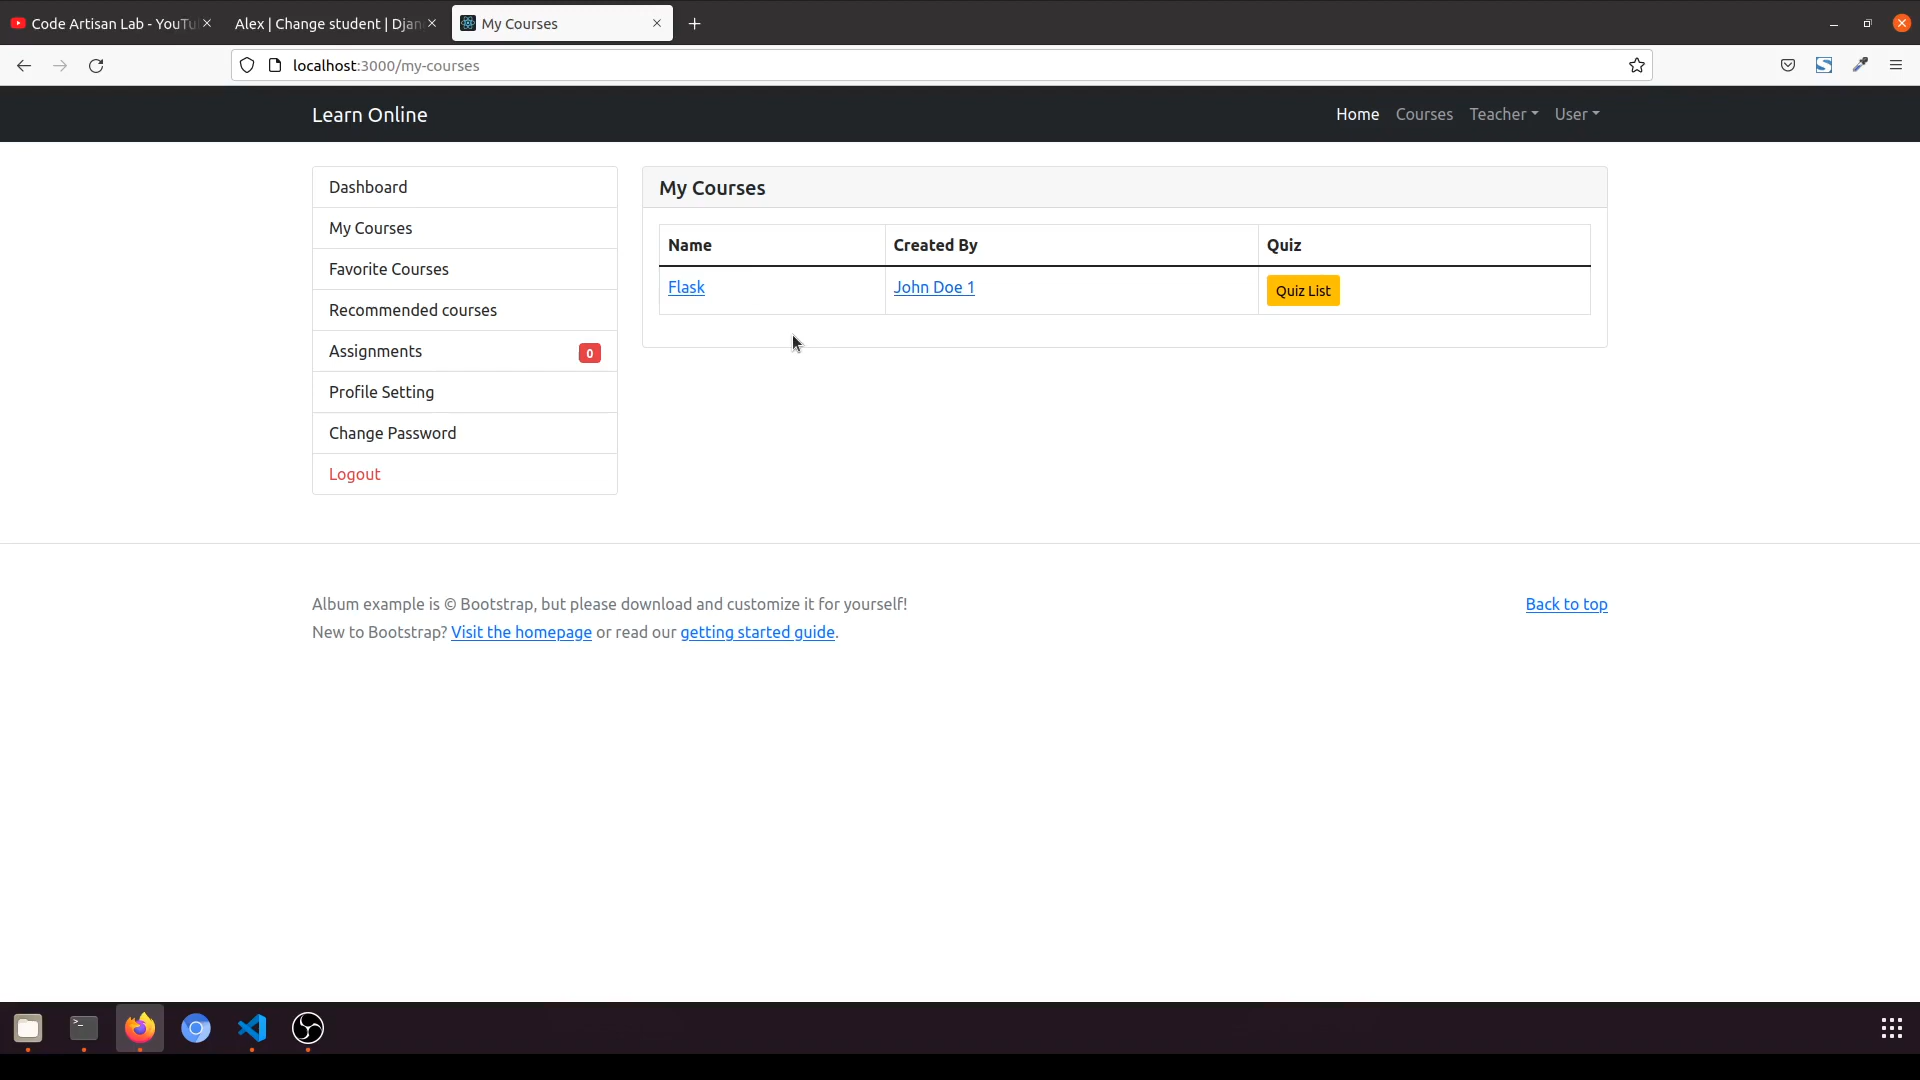 Code Artisan Lab - YouTu
Alex | Change student | Djan
My Courses
localhost:3000/my-courses
Learn Online
Home
Courses
Teacher
User
Dashboard
My Courses
Favorite Courses
Recommended courses
Assignments
0
Profile Setting
Change Password
Logout
My Courses
Name
Created By
Quiz
Flask
John Doe 1
Quiz List
Album example is © Bootstrap, but please download and customize it for yourself!
New to Bootstrap? Visit the homepage or read our getting started guide.
Back to top